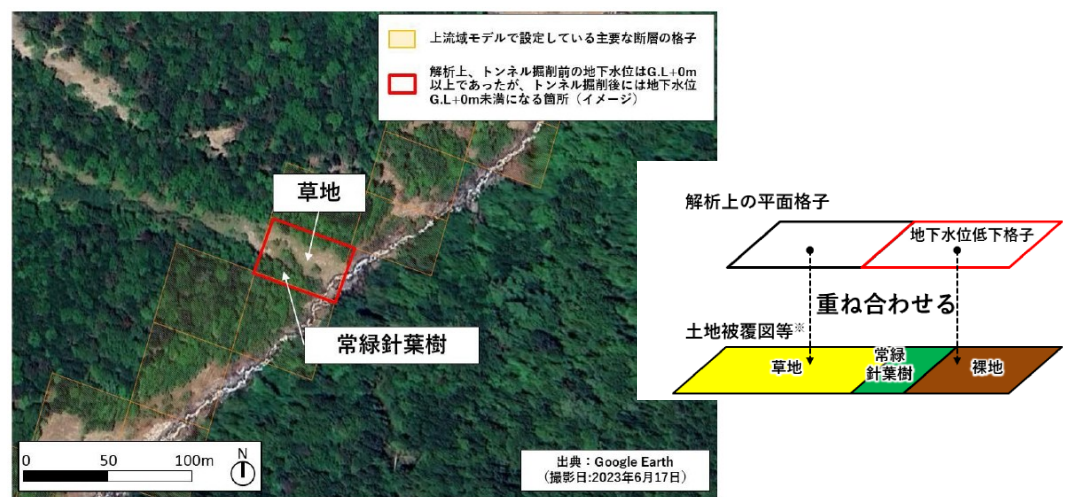 上流域モデルで設定している主要な断層の格子
解析上、トンネル掘削前の地下水位はG.L+0m
以上であったが、トンネル掘削後には地下水位
G.L+0m未満になる箇所（イメージ）
草地
常緑針葉樹
0 50 100m
N
出典：Google Earth
（撮影日:2023年6月17日）
解析上の平面格子
地下水位低下格子
重ね合わせる
土地被覆図等※
草地
常緑
針葉樹
裸地